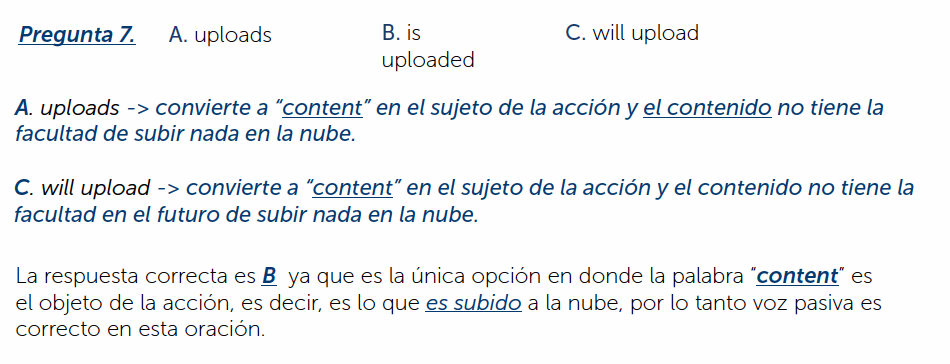 Pregunta 7. A. uploads B. is uploaded C. will upload
A. uploads -> convierte a “content” en el sujeto de la acción y el contenido no tiene la
facultad de subir nada en la nube.
C. will upload -> convierte a “content” en el sujeto de la acción y el contenido no tiene la
facultad en el futuro de subir nada en la nube.
La respuesta correcta es B ya que es la única opción en donde la palabra “content” es
el objeto de la acción, es decir, es lo que es subido a la nube, por lo tanto voz pasiva es
correcto en esta oración.